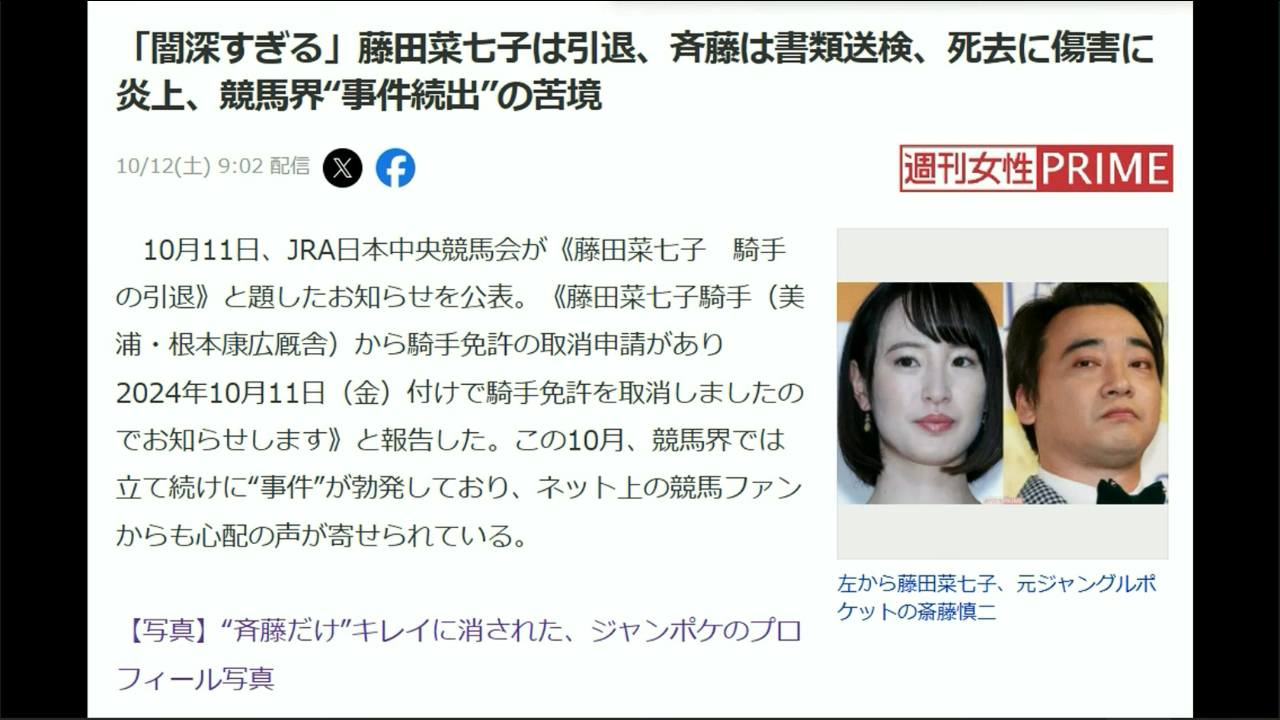 「闇深すぎる」藤田菜七子は引退、斉藤は書類送検、死去に傷害に
炎上、競馬界“事件続出”の苦境
10/12(土) 9:02 配信
週刊女性PRIME
10月11日、JRA日本中央競馬会が《藤田菜七子　騎手
の引退》と題したお知らせを公表。《藤田菜七子騎手（美
浦・根本康広厩舎）から騎手免許の取消申請があり
2024年10月11日（金）付けで騎手免許を取消しましたの
でお知らせします》と報告した。この10月、競馬界では
立て続けに“事件”が勃発しており、ネット上の競馬ファン
からも心配の声が寄せられている。
左から藤田菜七子、元ジャングルポ
ケットの斎藤慎二
【写真】“斉藤だけ”キレイに消された、ジャンポケのプロ
フィール写真